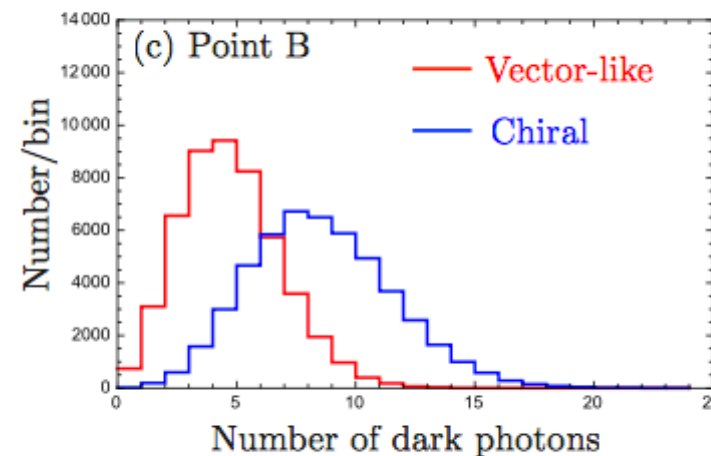 (c) Point B
Vector-like
Chiral
Number/bin
14000
12000
10000
8000
6000
4000
2000
0
0 5 10 15 20 2
Number of dark photons